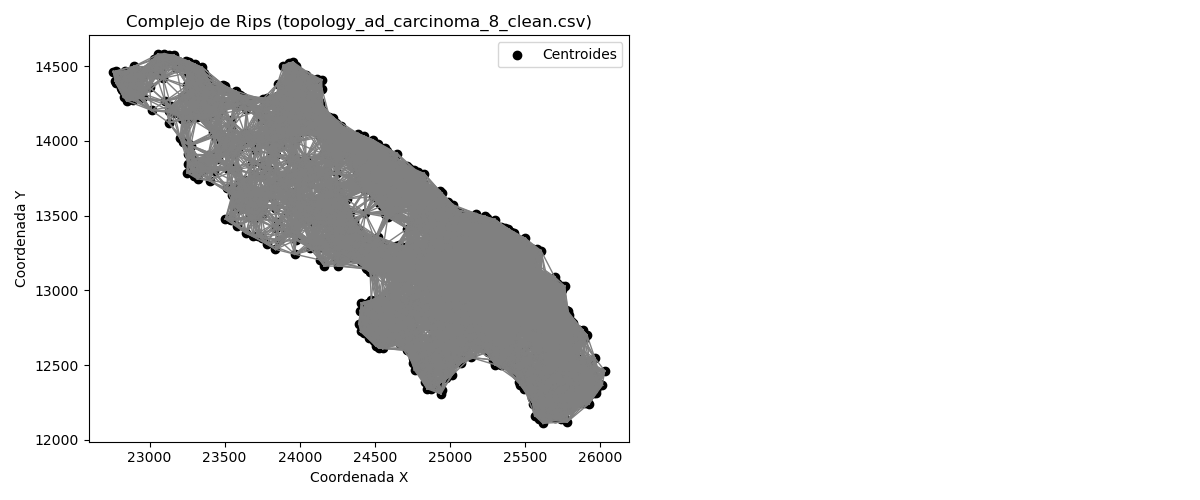 Complejo de Rips (topology_ad_carcinoma_8_clean.csv)
Centroides
14500
14000
13500
13000
12500
12000
Coordenada Y
23000 23500 24000 24500 25000 25500 26000
Coordenada X